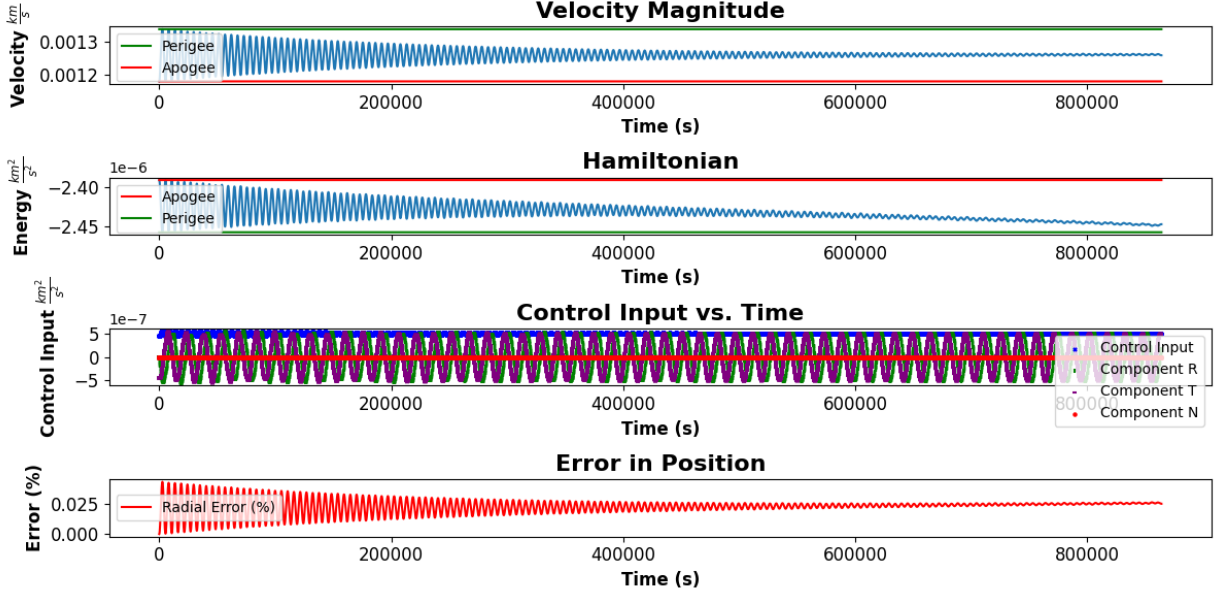 Velocity Magnitude
Velocity km/s
0.0013
0.0012
Perigee
Apogee
0 200000 400000 600000 800000
Time (s)
Hamiltonian
1e−6
Energy km²/s²
−2.40
−2.45
Apogee
Perigee
0 200000 400000 600000 800000
Time (s)
Control Input vs. Time
1e−7
Control Input km²/s²
5
0
−5
Control Input
Component R
Component T
Component N
0 200000 400000 600000 800000
Time (s)
Error in Position
Error (%)
0.025
0.000
Radial Error (%)
0 200000 400000 600000 800000
Time (s)